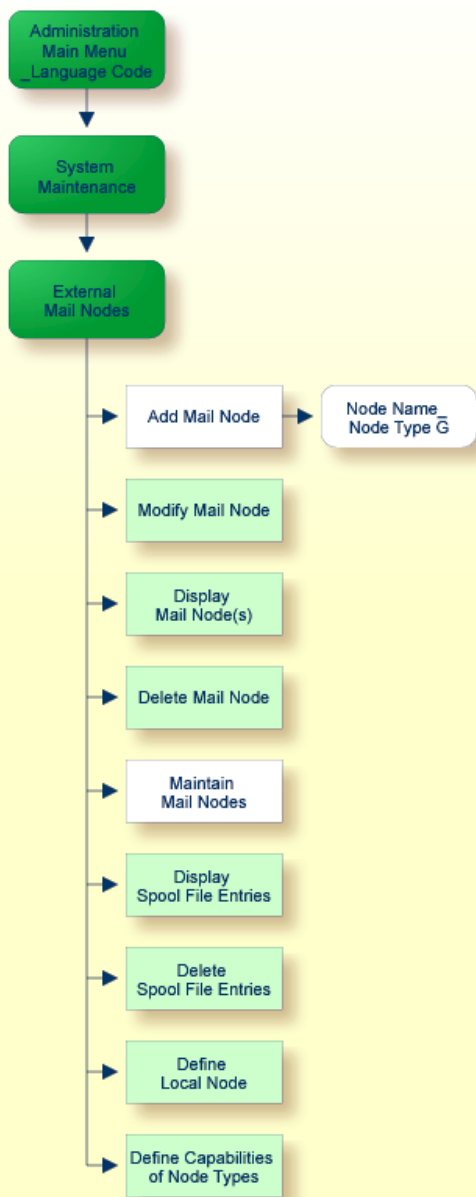 Administration
Main Menu
_Language Code
System
Maintenance
External
Mail Nodes
Add Mail Node
Node Name_
Node Type G
Modify Mail Node
Display
Mail Node(s)
Delete Mail Node
Maintain
Mail Nodes
Display
Spool File Entries
Delete
Spool File Entries
Define
Local Node
Define Capabilities
of Node Types